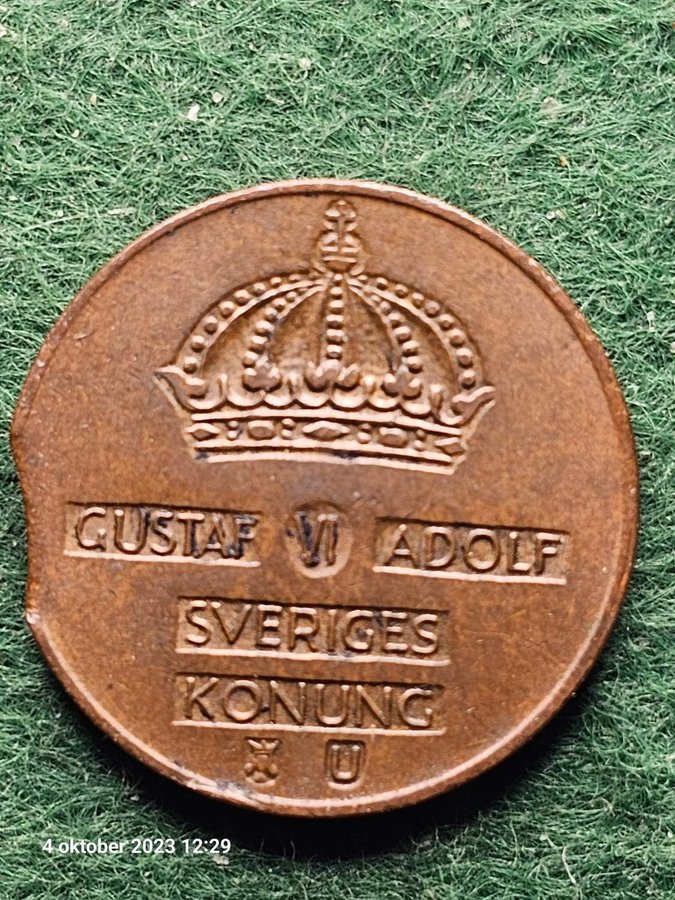 GUSTAF VI ADOLF
SVERIGES
KONUNG
U
4 oktober 2023 12:29